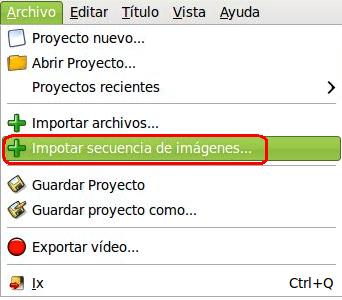 Archivo Editar Título Vista Ayuda
Proyecto nuevo...
Abrir Proyecto...
Proyectos recientes
Importar archivos...
Impotar secuencia de imágenes...
Guardar Proyecto
Guardar proyecto como...
Exportar vídeo...
Ix Ctrl+Q